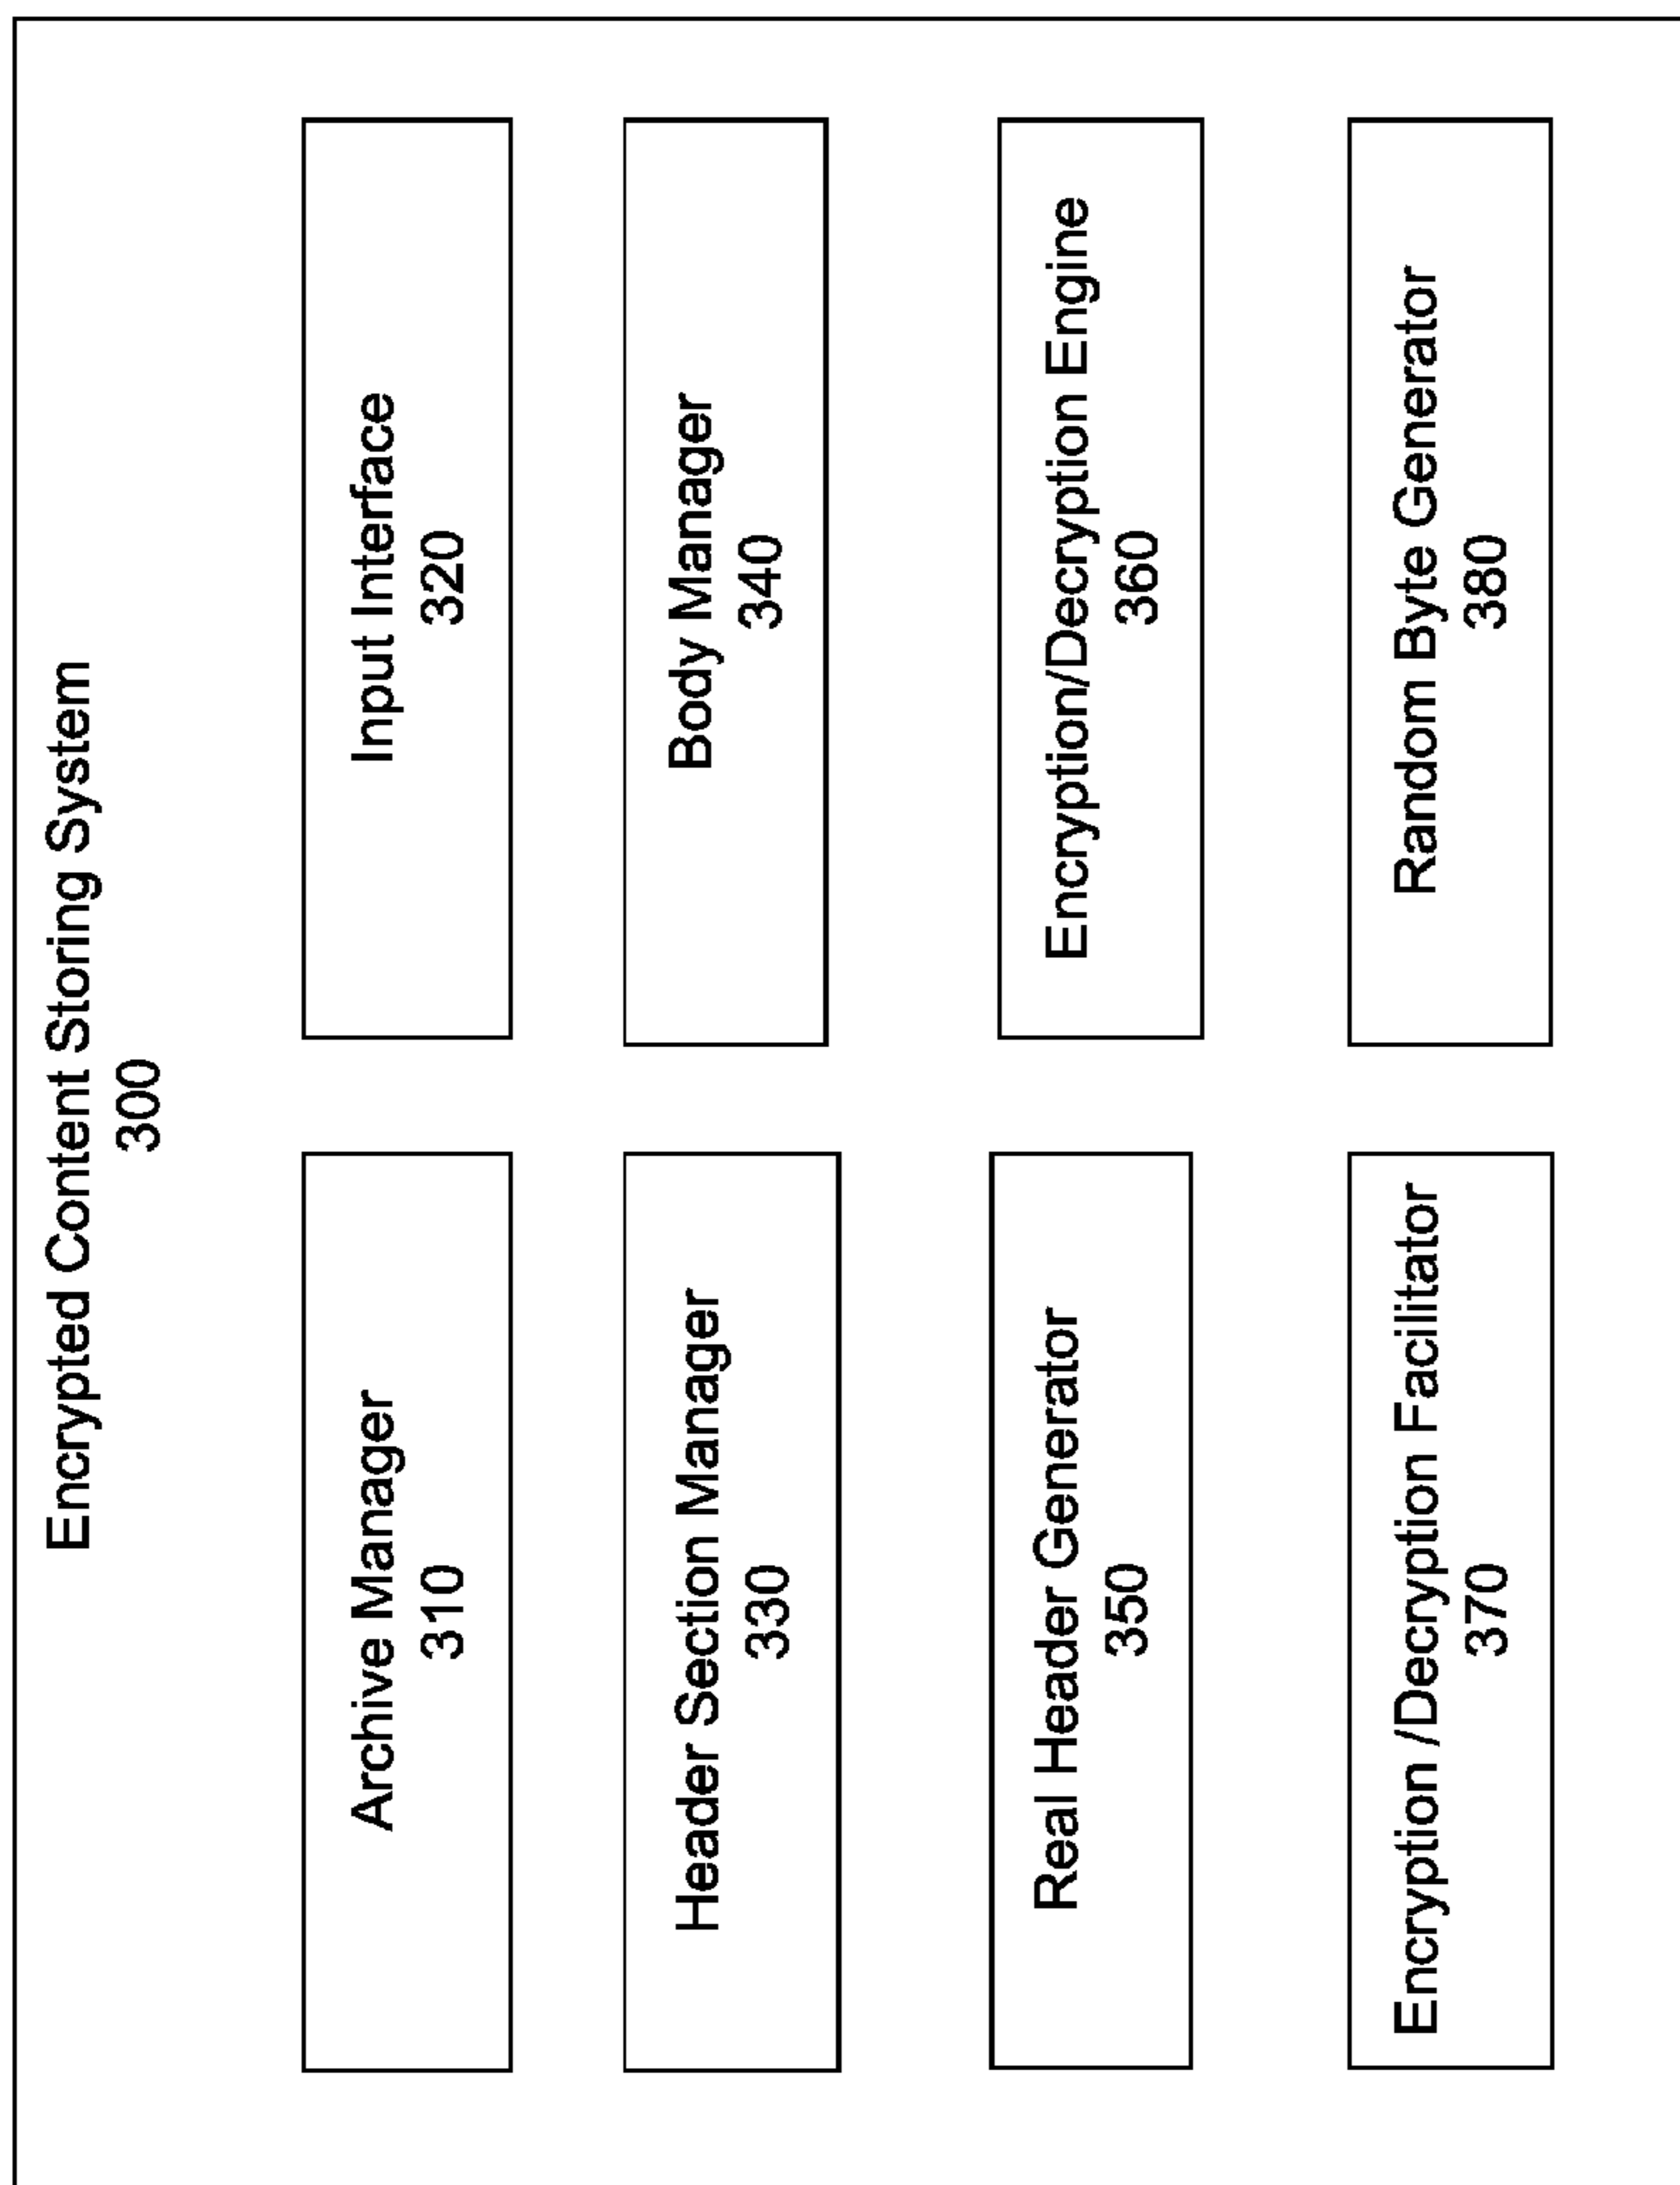 Encrypted Content Storing System
300
Archive Manager
310
Input Interface
320
Header Section Manager
330
Body Manager
340
Real Header Generator
350
Encryption/Decryption Engine
360
Encryption /Decryption Facilitator
370
Random Byte Generator
380